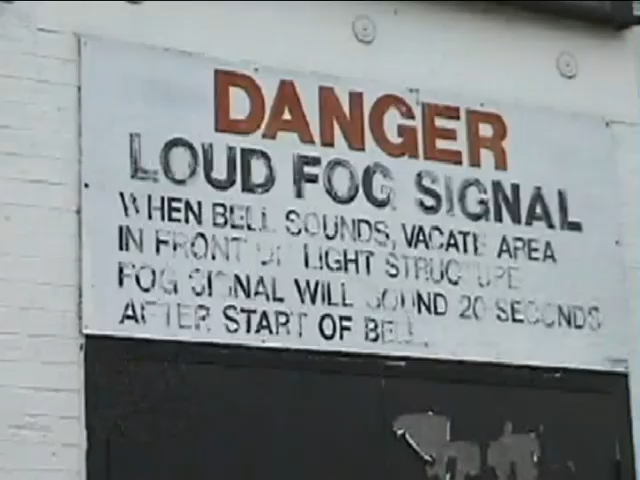 DANGER
LOUD FOG SIGNAL
WHEN BELL SOUNDS, VACATE AREA
IN FRONT OF LIGHT STRUCTURE
FOG SIGNAL WILL SOUND 20 SECONDS
AFTER START OF BELL